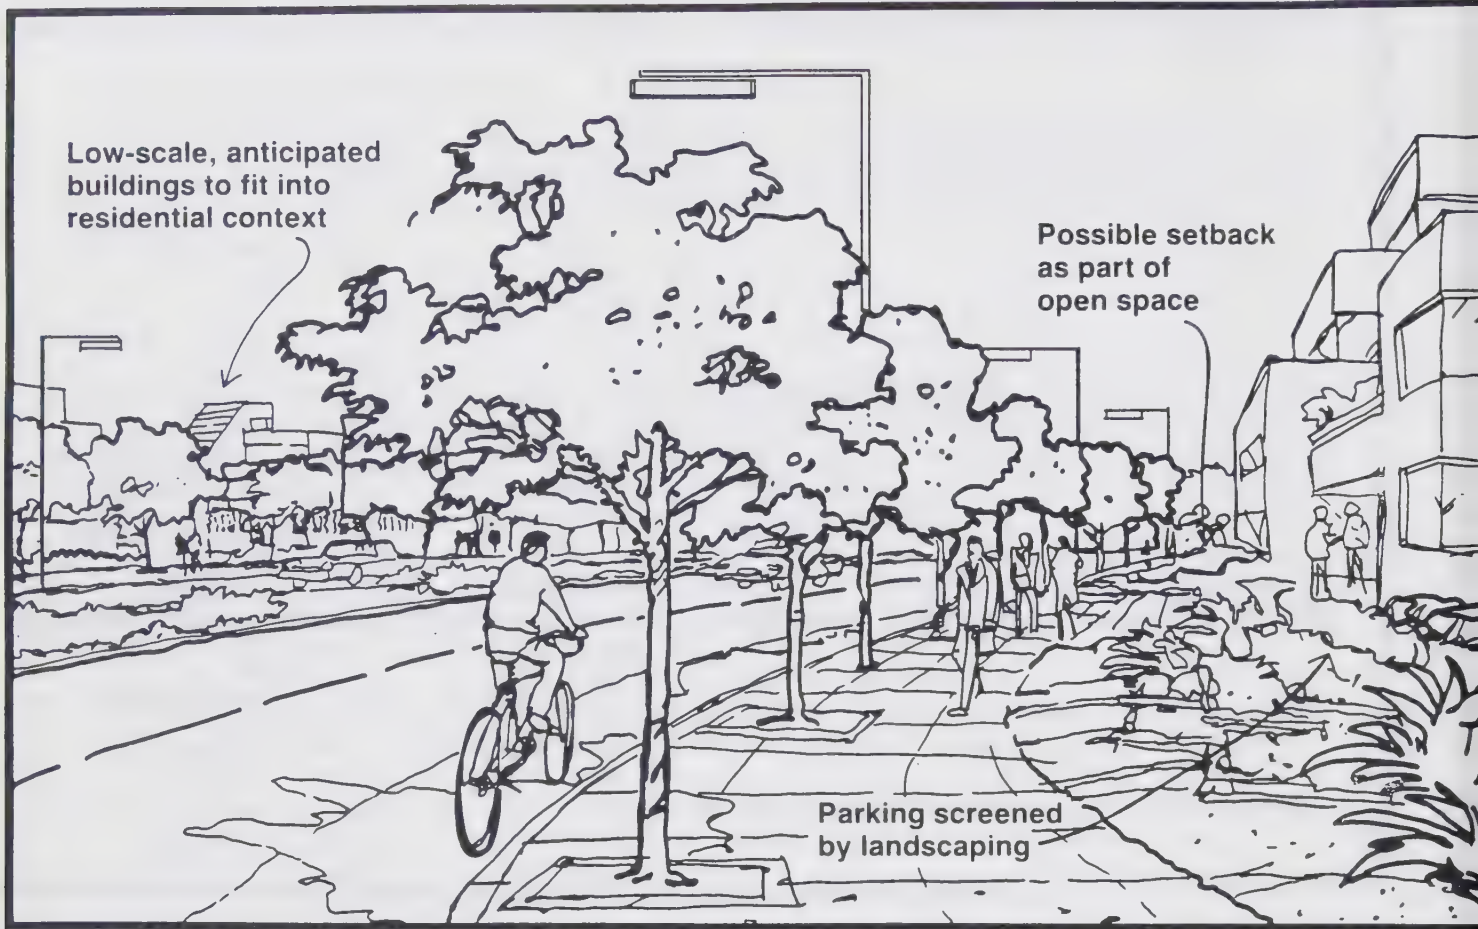 Low-scale, anticipated
buildings to fit into
residential context
Possible setback
as part of
open space
Parking screened
by landscaping